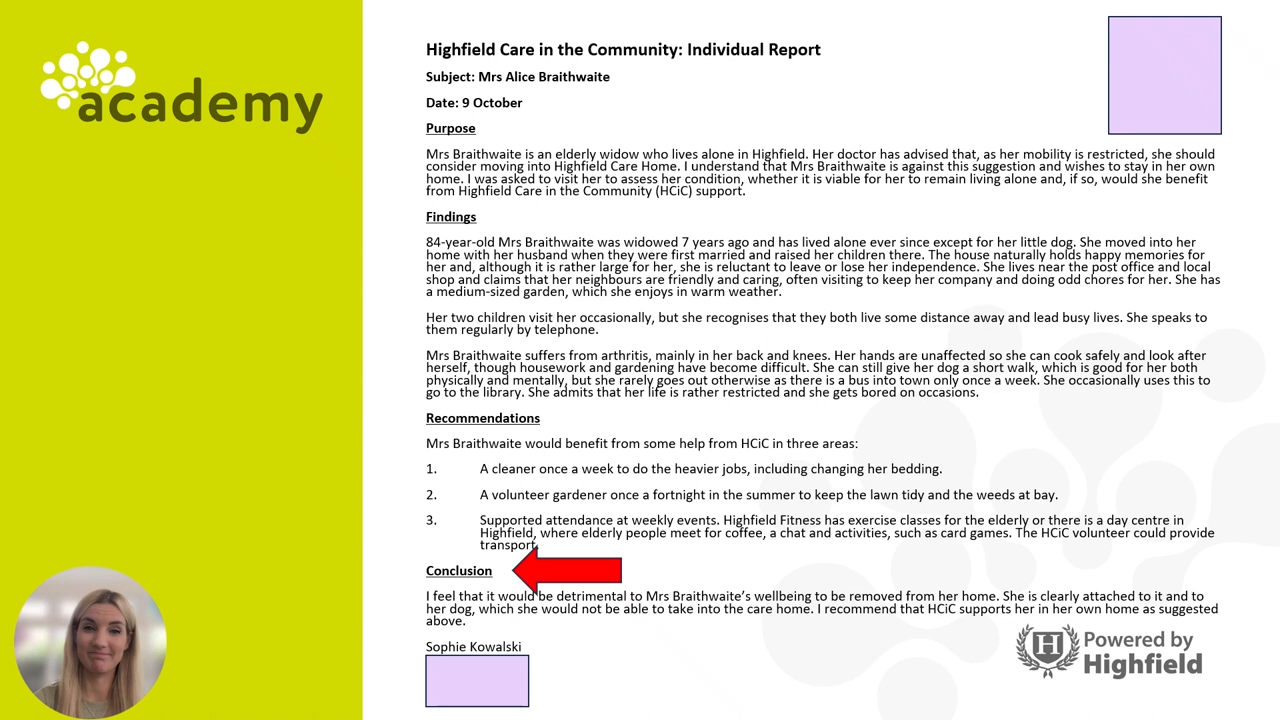 academy
Highfield Care in the Community: Individual Report
Subject: Mrs Alice Braithwaite
Date: 9 October
Purpose
Mrs Braithwaite is an elderly widow who lives alone in Highfield. Her doctor has advised that, as her mobility is restricted, she should
consider moving into Highfield Care Home. I understand that Mrs Braithwaite is against this suggestion and wishes to stay in her own
home. I was asked to visit her to assess her condition, whether it is viable for her to remain living alone and, if so, would she benefit
from Highfield Care in the Community (HCiC) support.
Findings
84-year-old Mrs Braithwaite was widowed 7 years ago and has lived alone ever since except for her little dog. She moved into her
home with her husband when they were first married and raised her children there. The house naturally holds happy memories for
her and, although it is rather large for her, she is reluctant to leave or lose her independence. She lives near the post office and local
shop and claims that her neighbours are friendly and caring, often visiting to keep her company and doing odd chores for her. She has
a medium-sized garden, which she enjoys in warm weather.
Her two children visit her occasionally, but she recognises that they both live some distance away and lead busy lives. She speaks to
them regularly by telephone.
Mrs Braithwaite suffers from arthritis, mainly in her back and knees. Her hands are unaffected so she can cook safely and look after
herself, though housework and gardening have become difficult. She can still give her dog a short walk, which is good for her both
physically and mentally, but she rarely goes out otherwise as there is a bus into town only once a week. She occasionally uses this to
go to the library. She admits that her life is rather restricted and she gets bored on occasions.
Recommendations
Mrs Braithwaite would benefit from some help from HCiC in three areas:
1. A cleaner once a week to do the heavier jobs, including changing her bedding.
2. A volunteer gardener once a fortnight in the summer to keep the lawn tidy and the weeds at bay.
3. Supported attendance at weekly events. Highfield Fitness has exercise classes for the elderly or there is a day centre in
Highfield, where elderly people meet for coffee, a chat and activities, such as card games. The HCiC volunteer could provide
transport.
Conclusion
I feel that it would be detrimental to Mrs Braithwaite's wellbeing to be removed from her home. She is clearly attached to it and to
her dog, which she would not be able to take into the care home. I recommend that HCiC supports her in her own home as suggested
above.
Sophie Kowalski
H
Powered by
Highfield